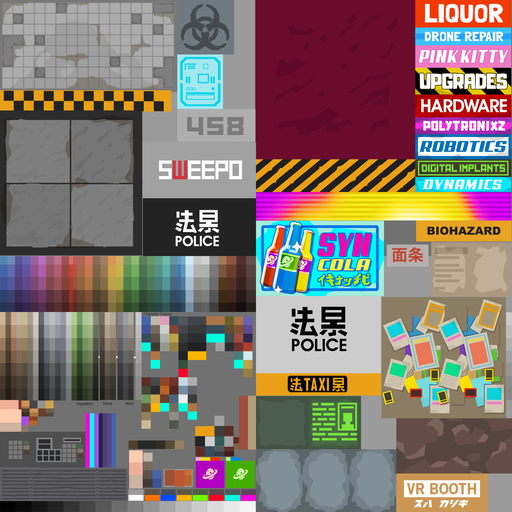 LIQUOR
DRONE REPAIR
PINK KITTY
UPGRADES
HARDWARE
POLYTRONIXZ
ROBOTICS
DIGITAL IMPLANTS
DYNAMICS
458
SWEEPO
POLICE
BIOHAZARD
SYN
COLA
面条
POLICE
TAXI
VR BOOTH